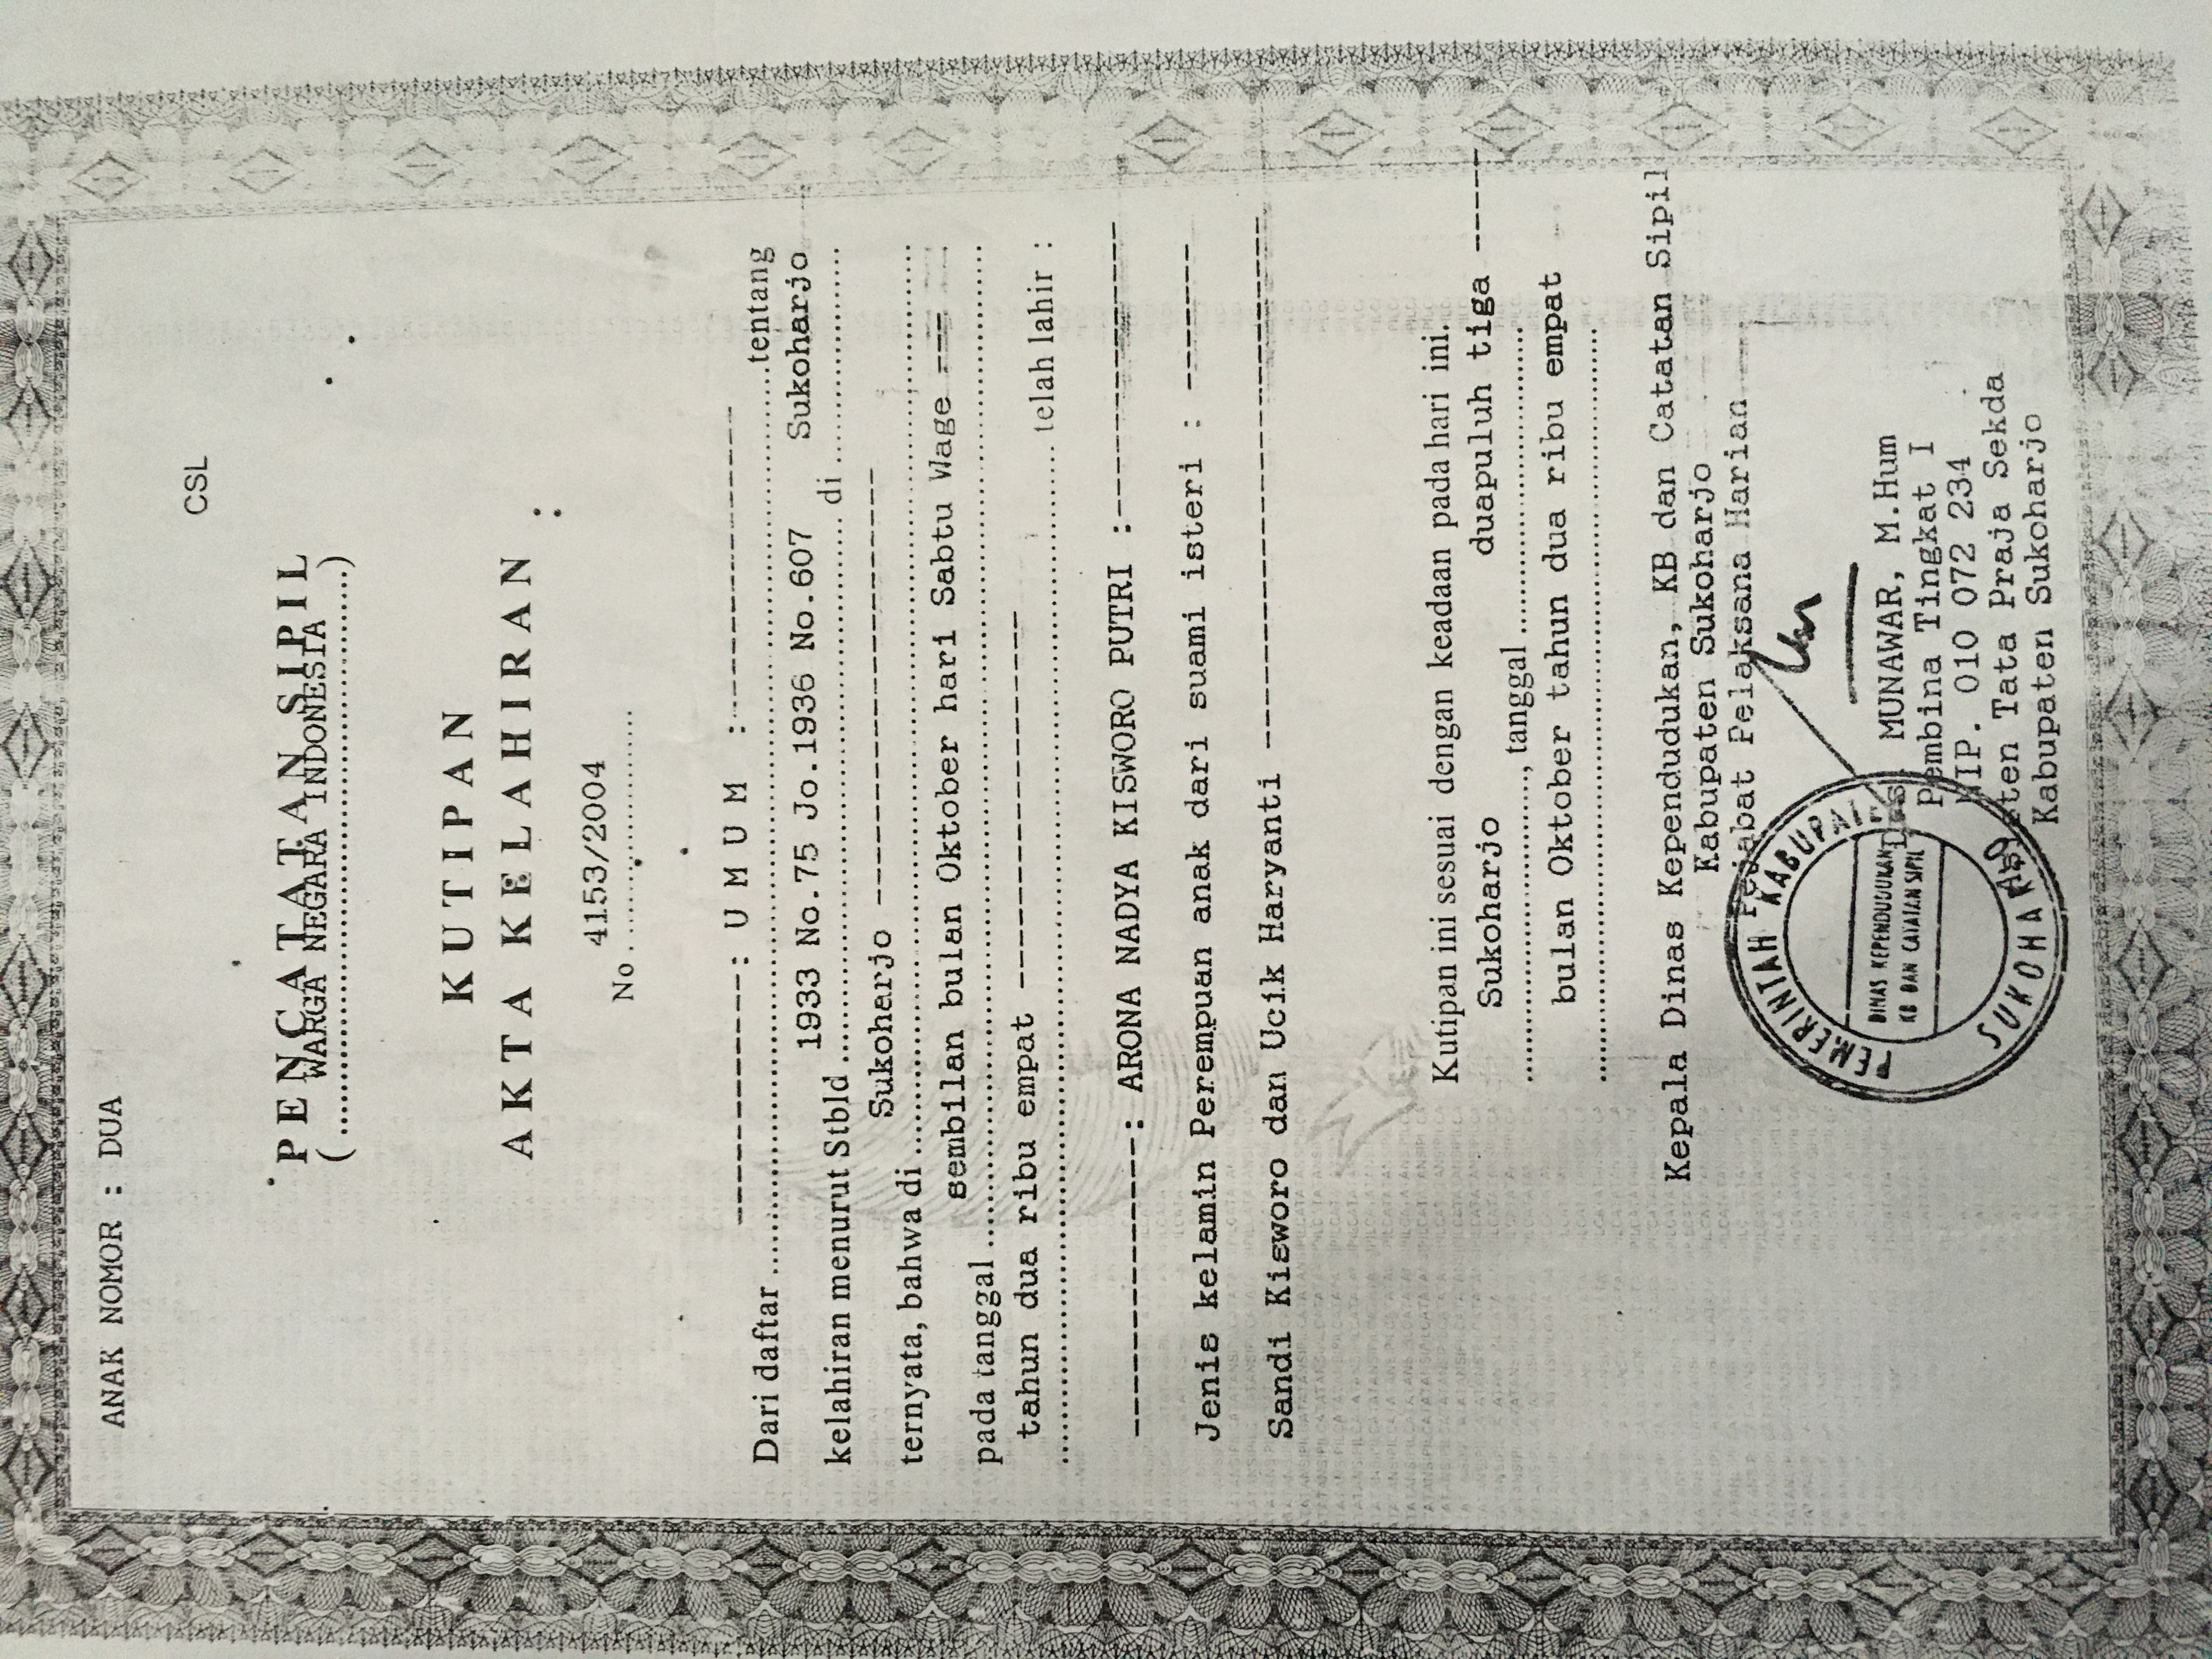 ANAK NOMOR : DUA
CSL
PENCATATAN SIPIL
WARGA NEGARA INDONESIA
(..................................................)
KUTIPAN
AKTA KELAHIRAN
4153/2004
No . ......................
------------: U M U M :---------------
Dari daftar ..........................................................tentang
1933 No.75 Jo.1936 No.607 Sukoharjo
kelahiran menurut Stbld .................................................. di ....................
Sukoharjo ---------------------
ternyata, bahwa di ..........................................................
sembilan bulan Oktober hari Sabtu Wage ---
pada tanggal ..........................................................
tahun dua ribu empat ------------------
.......................................................... telah lahir :
--------------: ARONA NADYA KISWORO PUTRI :--------------
Jenis kelamin Perempuan anak dari suami isteri : -------
Sandi Kisworo dan Ucik Haryanti -------------------------
Kutipan ini sesuai dengan keadaan pada hari ini.
Sukoharjo duapuluh tiga -----
.............................., tanggal ..............................
bulan Oktober tahun dua ribu empat
......................................................................
Kepala Dinas Kependudukan, KB dan Catatan Sipil
Kabupaten Sukoharjo
Pejabat Pelaksana Harian
PEMERINTAH KABUPATEN
DINAS KEPENDUDUKAN
KB DAN CATATAN SIPIL
SUKOHARJO
Drs. MUNAWAR, M.Hum
Pembina Tingkat I
NIP. 010 072 234
Asisten Tata Praja Sekda
Kabupaten Sukoharjo